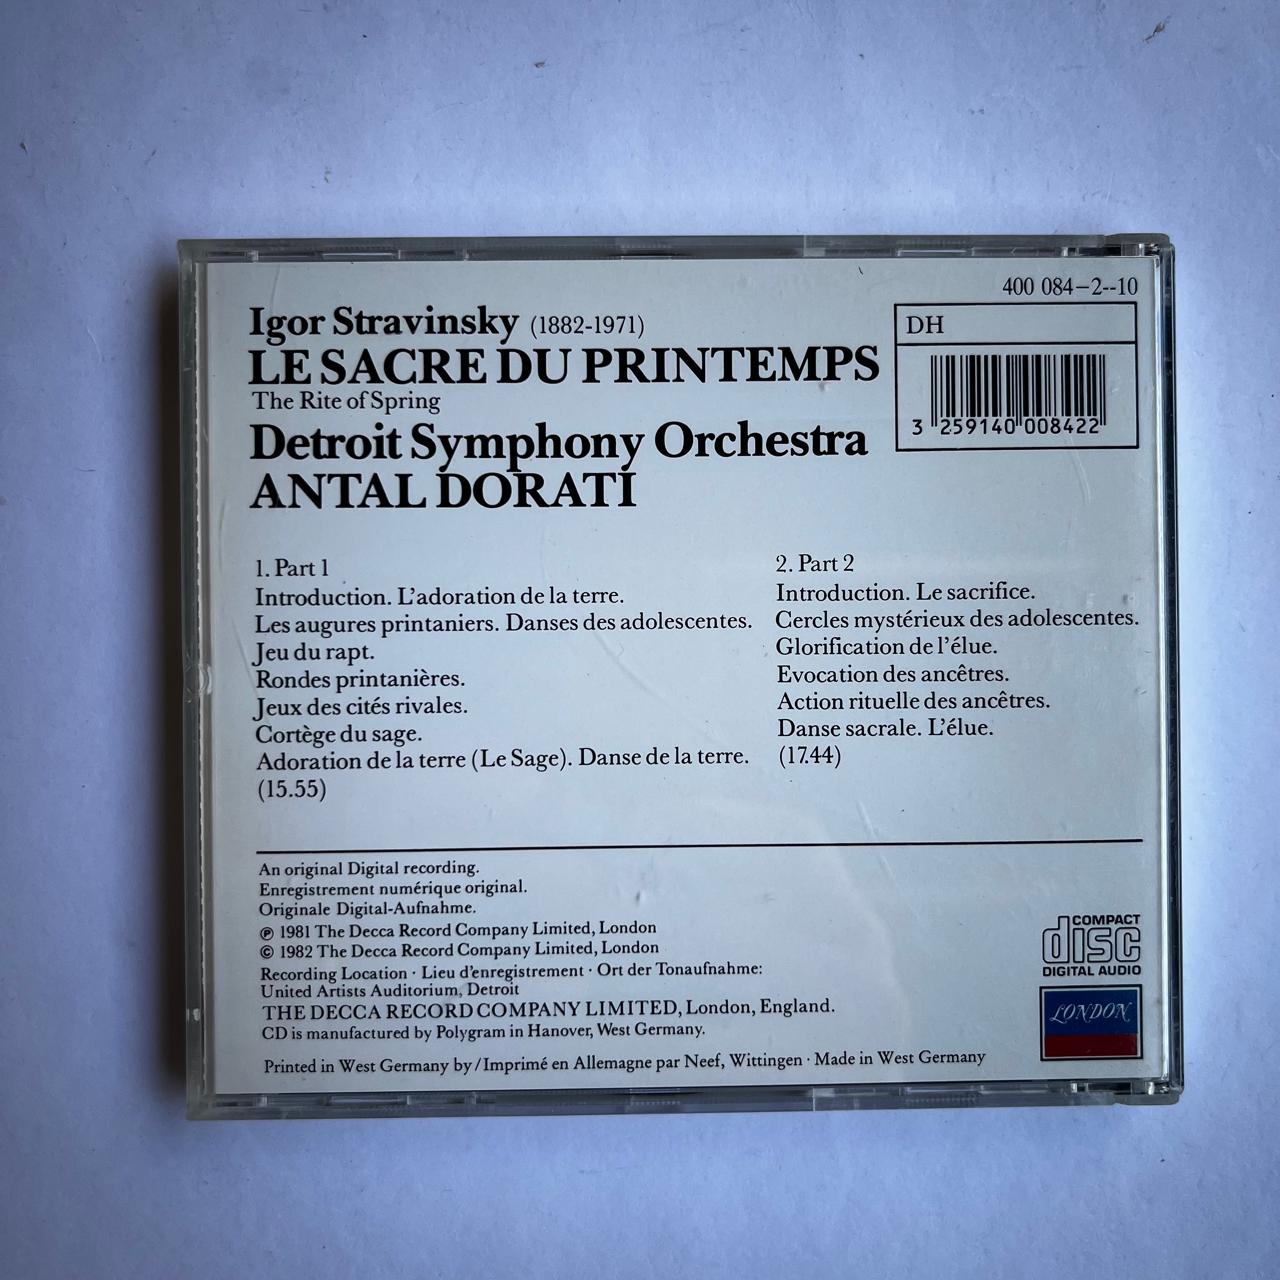 400 084–2--10
Igor Stravinsky (1882-1971)
LE SACRE DU PRINTEMPS
The Rite of Spring
Detroit Symphony Orchestra
ANTAL DORATI
DH
3 259140 008422
1. Part 1
Introduction. L'adoration de la terre.
Les augures printaniers. Danses des adolescentes.
Jeu du rapt.
Rondes printanières.
Jeux des cités rivales.
Cortège du sage.
Adoration de la terre (Le Sage). Danse de la terre.
(15.55)
2. Part 2
Introduction. Le sacrifice.
Cercles mystérieux des adolescentes.
Glorification de l'élue.
Evocation des ancêtres.
Action rituelle des ancêtres.
Danse sacrale. L'élue.
(17.44)
An original Digital recording.
Enregistrement numérique original.
Originale Digital-Aufnahme.
℗ 1981 The Decca Record Company Limited, London
© 1982 The Decca Record Company Limited, London
Recording Location · Lieu d'enregistrement · Ort der Tonaufnahme:
United Artists Auditorium, Detroit
THE DECCA RECORD COMPANY LIMITED, London, England.
CD is manufactured by Polygram in Hanover, West Germany.
Printed in West Germany by / Imprimé en Allemagne par Neef, Wittingen · Made in West Germany
COMPACT
disc
DIGITAL AUDIO
LONDON